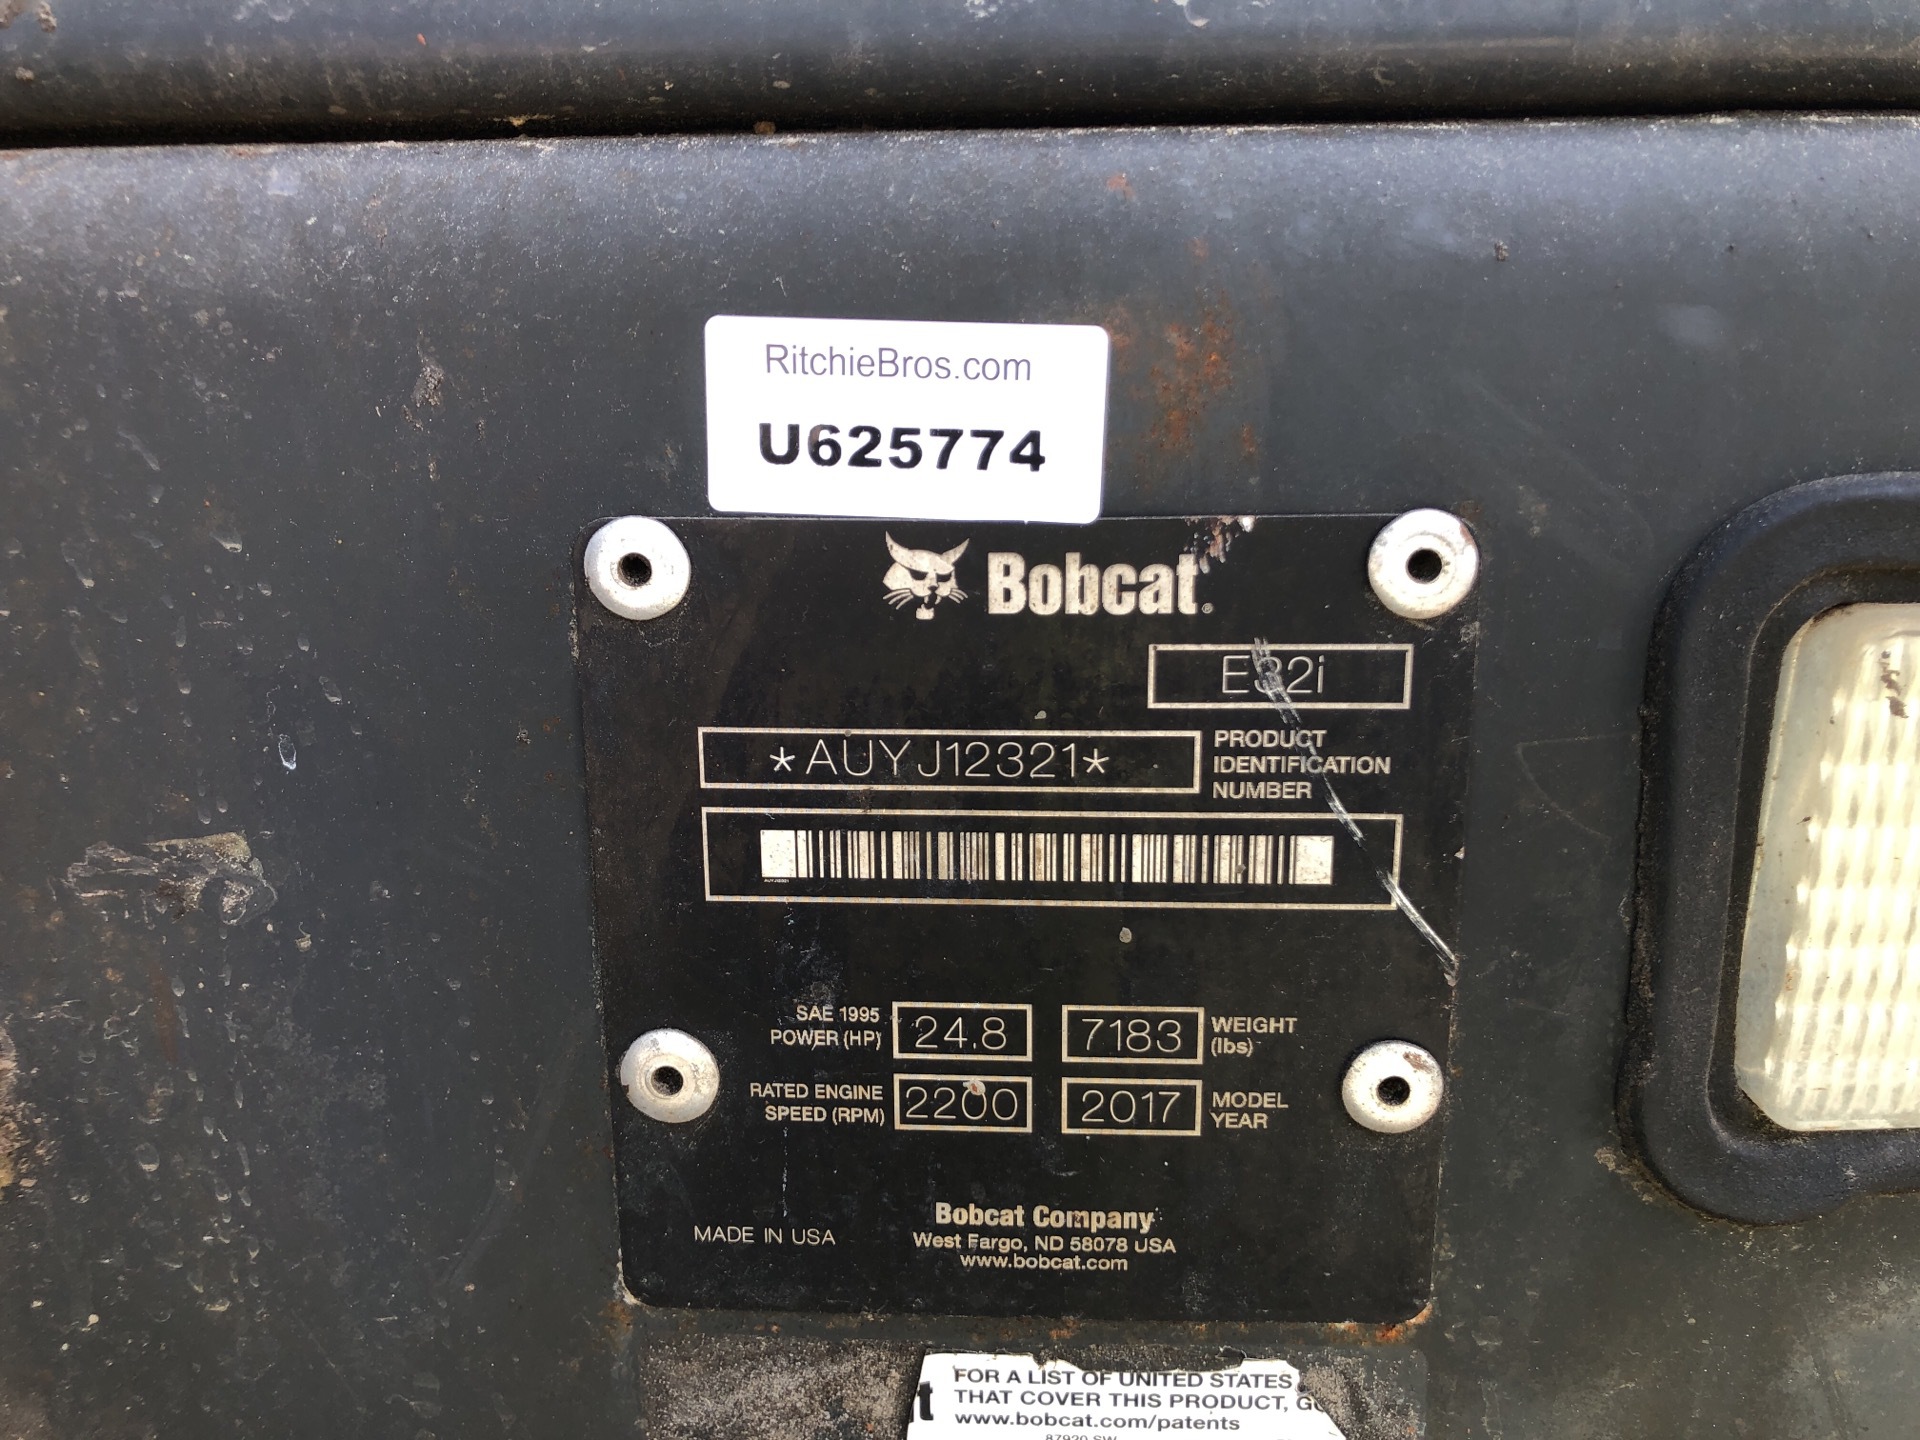 RitchieBros.com
U625774
Bobcat®
E32i
*AUYJ12321*
PRODUCT
IDENTIFICATION
NUMBER
AUYJ12321
SAE 1995
POWER (HP)
24.8
7183
WEIGHT
(lbs)
RATED ENGINE
SPEED (RPM)
2200
2017
MODEL
YEAR
MADE IN USA
Bobcat Company
West Fargo, ND 58078 USA
www.bobcat.com
FOR A LIST OF UNITED STATES
THAT COVER THIS PRODUCT,
www.bobcat.com/patents